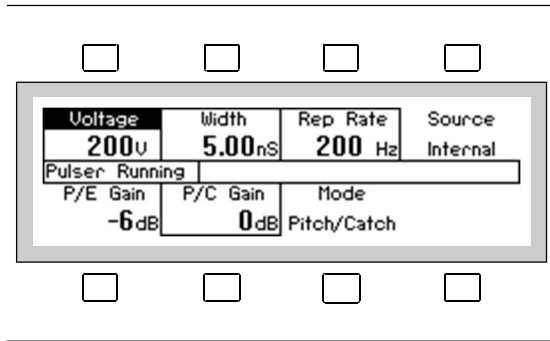 Voltage Width Rep Rate Source
200V 5.00nS 200 Hz Internal
Pulser Running
P/E Gain P/C Gain Mode
-6dB 0dB Pitch/Catch